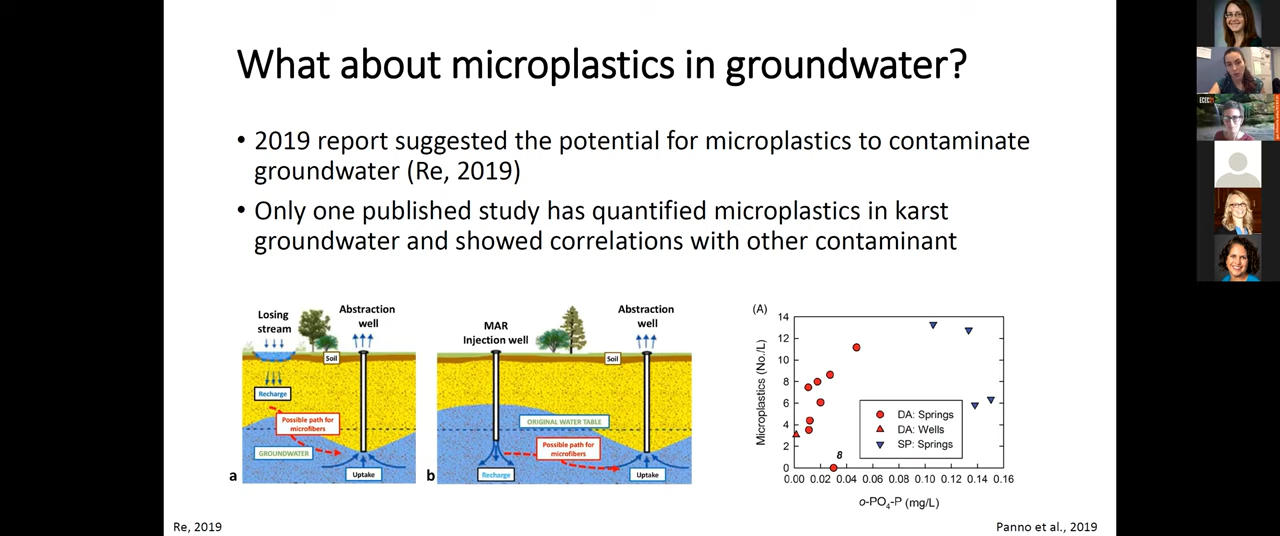 What about microplastics in groundwater?
• 2019 report suggested the potential for microplastics to contaminate
groundwater (Re, 2019)
• Only one published study has quantified microplastics in karst
groundwater and showed correlations with other contaminant
Losing
stream
Abstraction
well
Soil
Recharge
Possible path for
microfibers
GROUNDWATER
Uptake
a
MAR
Injection well
Abstraction
well
Soil
ORIGINAL WATER TABLE
Possible path for
microfibers
Recharge
Uptake
b
(A)
Microplastics (No./L)
14
12
10
8
6
4
2
0
DA: Springs
DA: Wells
SP: Springs
8
0.00 0.02 0.04 0.06 0.08 0.10 0.12 0.14 0.16
o-PO4-P (mg/L)
Re, 2019
Panno et al., 2019